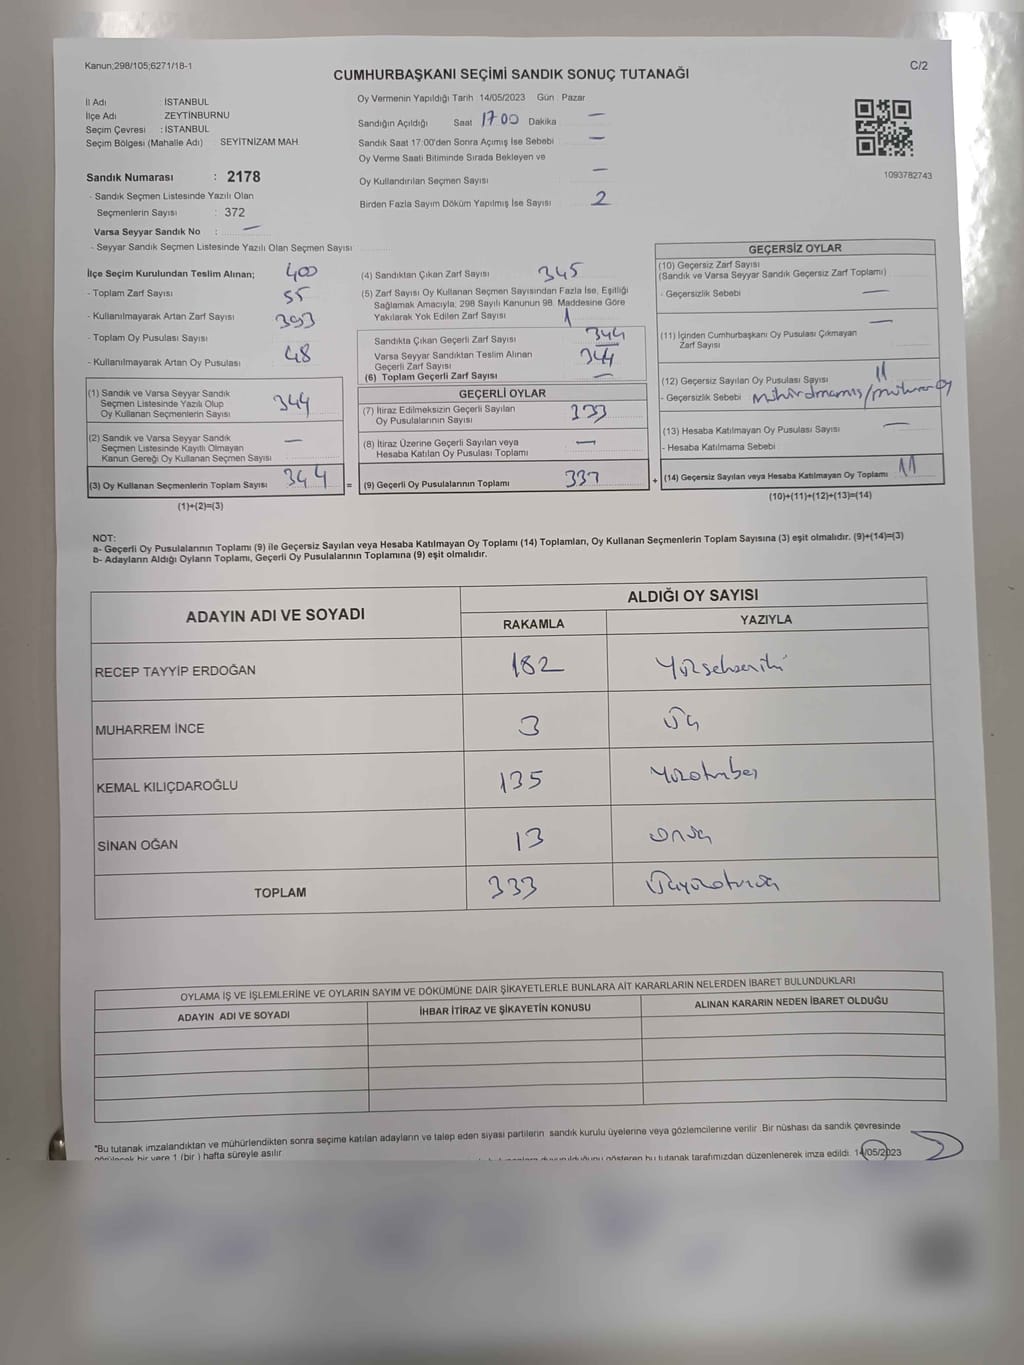 Kanun;298/105;6271/18-1
C/2
CUMHURBAŞKANI SEÇİMİ SANDIK SONUÇ TUTANAĞI
İl Adı İSTANBUL
İlçe Adı ZEYTİNBURNU
Seçim Çevresi : İSTANBUL
Seçim Bölgesi (Mahalle Adı) SEYİTNİZAM MAH.
Sandık Numarası : 2178
- Sandık Seçmen Listesinde Yazılı Olan
Seçmenlerin Sayısı : 372
Varsa Seyyar Sandık No : —
- Seyyar Sandık Seçmen Listesinde Yazılı Olan Seçmen Sayısı
Oy Vermenin Yapıldığı Tarih 14/05/2023 Gün Pazar
Sandığın Açıldığı Saat 17:00 Dakika —
Sandık Saat 17:00'den Sonra Açımış İse Sebebi —
Oy Verme Saati Bitiminde Sırada Bekleyen ve
Oy Kullandırılan Seçmen Sayısı —
Birden Fazla Sayım Döküm Yapılmış İse Sayısı 2
1093782743
İlçe Seçim Kurulundan Teslim Alınan;
- Toplam Zarf Sayısı 400
- Kullanılmayarak Artan Zarf Sayısı 55
- Toplam Oy Pusulası Sayısı 393
- Kullanılmayarak Artan Oy Pusulası 48
(1) Sandık ve Varsa Seyyar Sandık
Seçmen Listesinde Yazılı Olup
Oy Kullanan Seçmenlerin Sayısı 344
(2) Sandık ve Varsa Seyyar Sandık
Seçmen Listesinde Kayıtlı Olmayan
Kanun Gereği Oy Kullanan Seçmen Sayısı —
(3) Oy Kullanan Seçmenlerin Toplam Sayısı 344
(1)+(2)=(3)
(4) Sandıktan Çıkan Zarf Sayısı 345
(5) Zarf Sayısı Oy Kullanan Seçmen Sayısından Fazla İse, Eşitliği
Sağlamak Amacıyla; 298 Sayılı Kanunun 98. Maddesine Göre
Yakılarak Yok Edilen Zarf Sayısı 1
Sandıkta Çıkan Geçerli Zarf Sayısı 344
Varsa Seyyar Sandıktan Teslim Alınan
Geçerli Zarf Sayısı 344
(6) Toplam Geçerli Zarf Sayısı —
GEÇERLİ OYLAR
(7) İtiraz Edilmeksizin Geçerli Sayılan
Oy Pusulalarının Sayısı 333
(8) İtiraz Üzerine Geçerli Sayılan veya
Hesaba Katılan Oy Pusulası Toplamı —
=
(9) Geçerli Oy Pusulalarının Toplamı 333
+
GEÇERSİZ OYLAR
(10) Geçersiz Zarf Sayısı
(Sandık ve Varsa Seyyar Sandık Geçersiz Zarf Toplamı)
- Geçersizlik Sebebi —
(11) İçinden Cumhurbaşkanı Oy Pusulası Çıkmayan
Zarf Sayısı —
(12) Geçersiz Sayılan Oy Pusulası Sayısı 11
- Geçersizlik Sebebi
(13) Hesaba Katılmayan Oy Pusulası Sayısı —
- Hesaba Katılmama Sebebi
(14) Geçersiz Sayılan veya Hesaba Katılmayan Oy Toplamı 11
(10)+(11)+(12)+(13)=(14)
NOT:
a- Geçerli Oy Pusulalarının Toplamı (9) ile Geçersiz Sayılan veya Hesaba Katılmayan Oy Toplamı (14) Toplamları, Oy Kullanan Seçmenlerin Toplam Sayısına (3) eşit olmalıdır. (9)+(14)=(3)
b- Adayların Aldığı Oyların Toplamı, Geçerli Oy Pusulalarının Toplamına (9) eşit olmalıdır.
ADAYIN ADI VE SOYADI
ALDIĞI OY SAYISI
RAKAMLA YAZIYLA
RECEP TAYYİP ERDOĞAN 182 Yüzsekseniki
MUHARREM İNCE 3 Üç
KEMAL KILIÇDAROĞLU 135 Yüzotuzbeş
SİNAN OĞAN 13 Onüç
TOPLAM 333 Üçyüzotuzüç
OYLAMA İŞ VE İŞLEMLERİNE VE OYLARIN SAYIM VE DÖKÜMÜNE DAİR ŞİKAYETLERLE BUNLARA AİT KARARLARIN NELERDEN İBARET BULUNDUKLARI
ADAYIN ADI VE SOYADI İHBAR İTİRAZ VE ŞİKAYETİN KONUSU ALINAN KARARIN NEDEN İBARET OLDUĞU
*Bu tutanak imzalandıktan ve mühürlendikten sonra seçime katılan adayların ve talep eden siyasi partilerin sandık kurulu üyelerine veya gözlemcilerine verilir. Bir nüshası da sandık çevresinde
görülecek bir yere 1 (bir ) hafta süreyle asılır
gösteren bu tutanak tarafımızdan düzenlenerek imza edildi. 14/05/2023